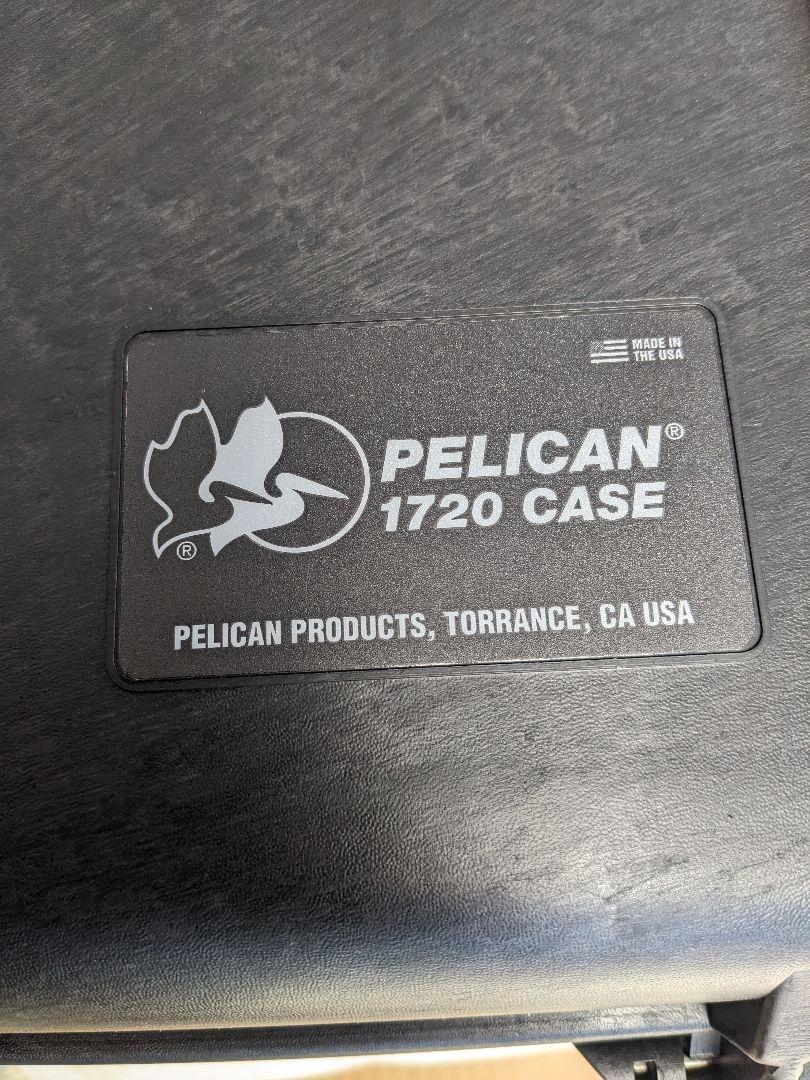 MADE IN
THE USA
PELICAN®
1720 CASE
®
PELICAN PRODUCTS, TORRANCE, CA USA